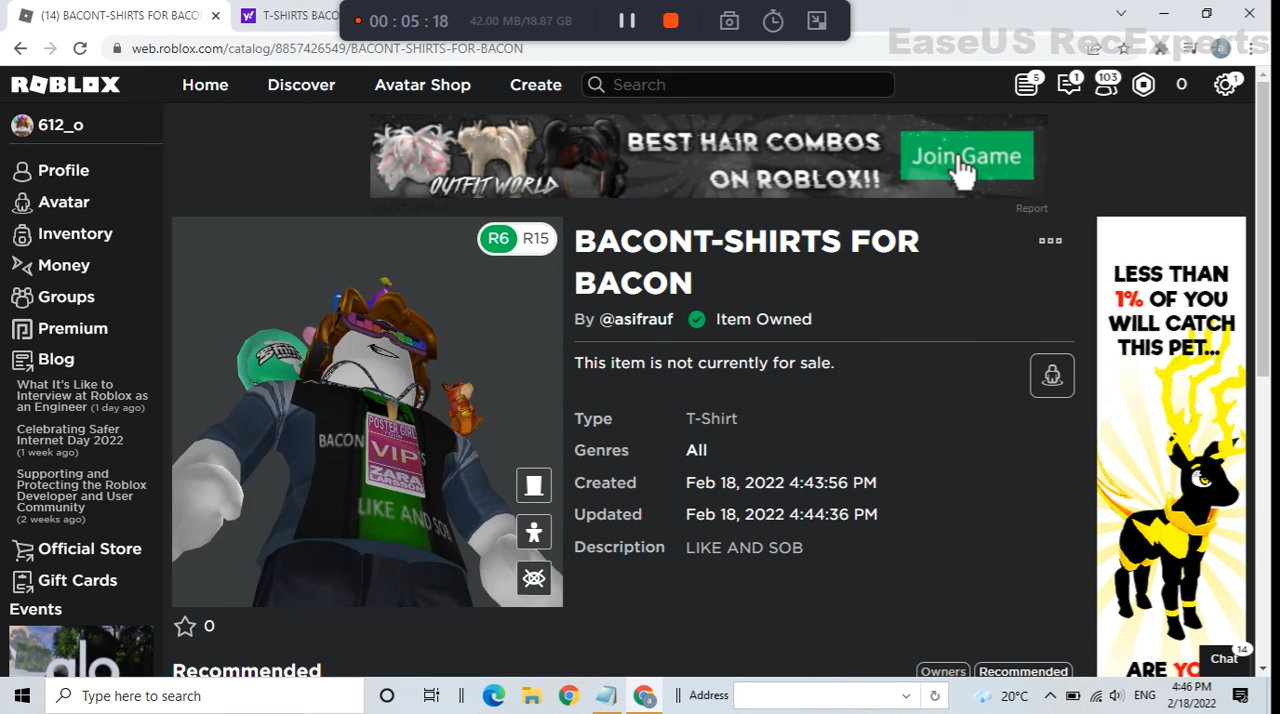 (14) BACONT-SHIRTS FOR BACO
T-SHIRTS BACO
00 : 05 : 18
42.00 MB/18.87 GB
EaseUS RecExperts
web.roblox.com/catalog/8857426549/BACONT-SHIRTS-FOR-BACON
ROBLOX
Home
Discover
Avatar Shop
Create
Search
5
1
103
0
1
612_o
Profile
Avatar
Inventory
Money
Groups
Premium
Blog
What It's Like to
Interview at Roblox as
an Engineer (1 day ago)
Celebrating Safer
Internet Day 2022
(1 week ago)
Supporting and
Protecting the Roblox
Developer and User
Community
(2 weeks ago)
Official Store
Gift Cards
Events
BEST HAIR COMBOS
ON ROBLOX!!
OUTFIT WORLD
Join Game
ADVERTISEMENT
Report
R6 R15
BACON
POSTER GIRL
VIP
ZARA
LARSSON
LIKE AND SOB
0
BACONT-SHIRTS FOR
BACON
By @asifrauf
Item Owned
This item is not currently for sale.
Type T-Shirt
Genres All
Created Feb 18, 2022 4:43:56 PM
Updated Feb 18, 2022 4:44:36 PM
Description LIKE AND SOB
Recommended
Owners
Recommended
LESS THAN
1% OF YOU
WILL CATCH
THIS PET...
ARE YO
Chat
14
Type here to search
Address
20°C
ENG
4:46 PM
2/18/2022